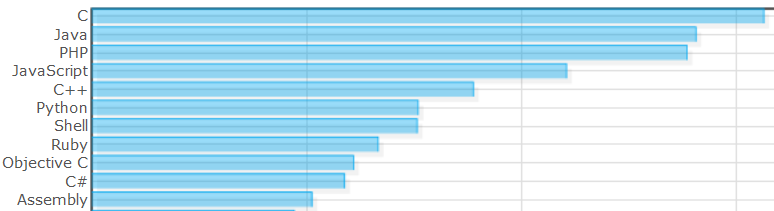 C
Java
PHP
JavaScript
C++
Python
Shell
Ruby
Objective C
C#
Assembly